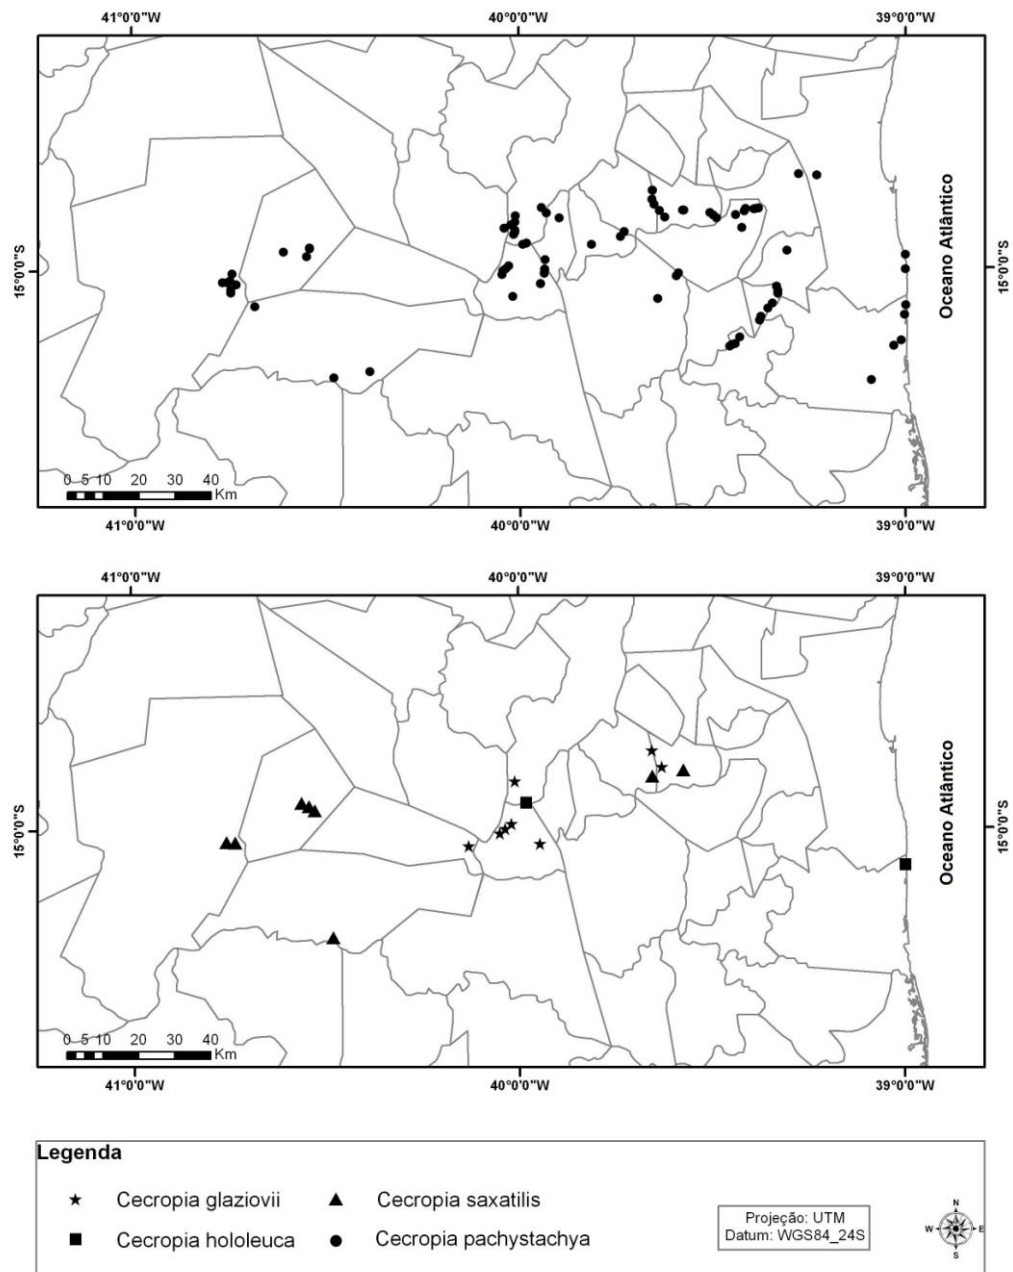 41°0'0"W 40°0'0"W 39°0'0"W
15°0'0"S
Oceano Atlântico
15°0'0"S
0 5 10 20 30 40 Km
41°0'0"W 40°0'0"W 39°0'0"W
41°0'0"W 40°0'0"W 39°0'0"W
15°0'0"S
Oceano Atlântico
15°0'0"S
0 5 10 20 30 40 Km
41°0'0"W 40°0'0"W 39°0'0"W
Legenda
Cecropia glaziovii Cecropia saxatilis
Cecropia hololeuca Cecropia pachystachya
Projeção: UTM
Datum: WGS84_24S
N
W E
S